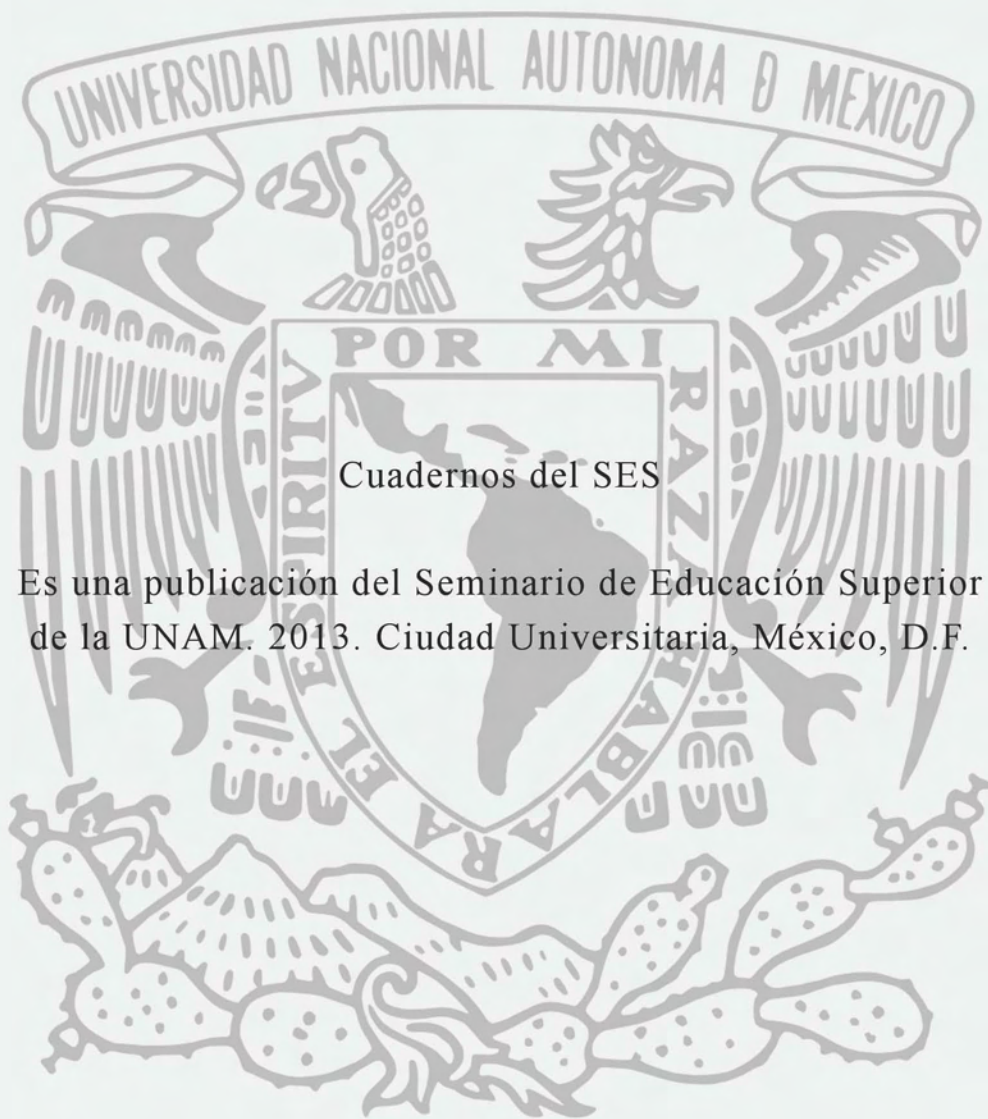 UNIVERSIDAD NACIONAL AUTONOMA D MEXICO
POR MI RAZA HABLARA EL ESPIRITV
Cuadernos del SES
Es una publicación del Seminario de Educación Superior
de la UNAM. 2013. Ciudad Universitaria, México, D.F.